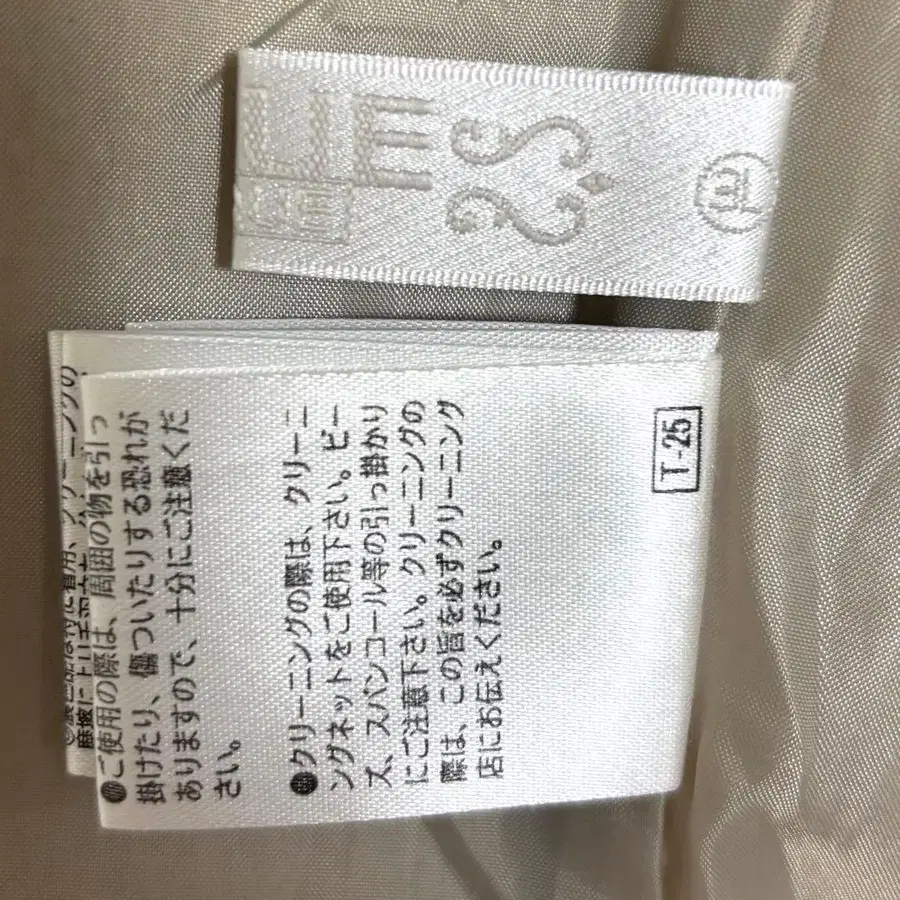 LIE
T-25
●ご使用の際は、周囲の物を引っ
掛けたり、傷ついたりする恐れが
ありますので、十分にご注意くだ
さい。
●クリーニングの際は、クリーニ
ングネットをご使用下さい。ビー
ズ、スパンコール等の引っ掛かり
にご注意下さい。クリーニングの
際は、この旨を必ずクリーニング
店にお伝えください。